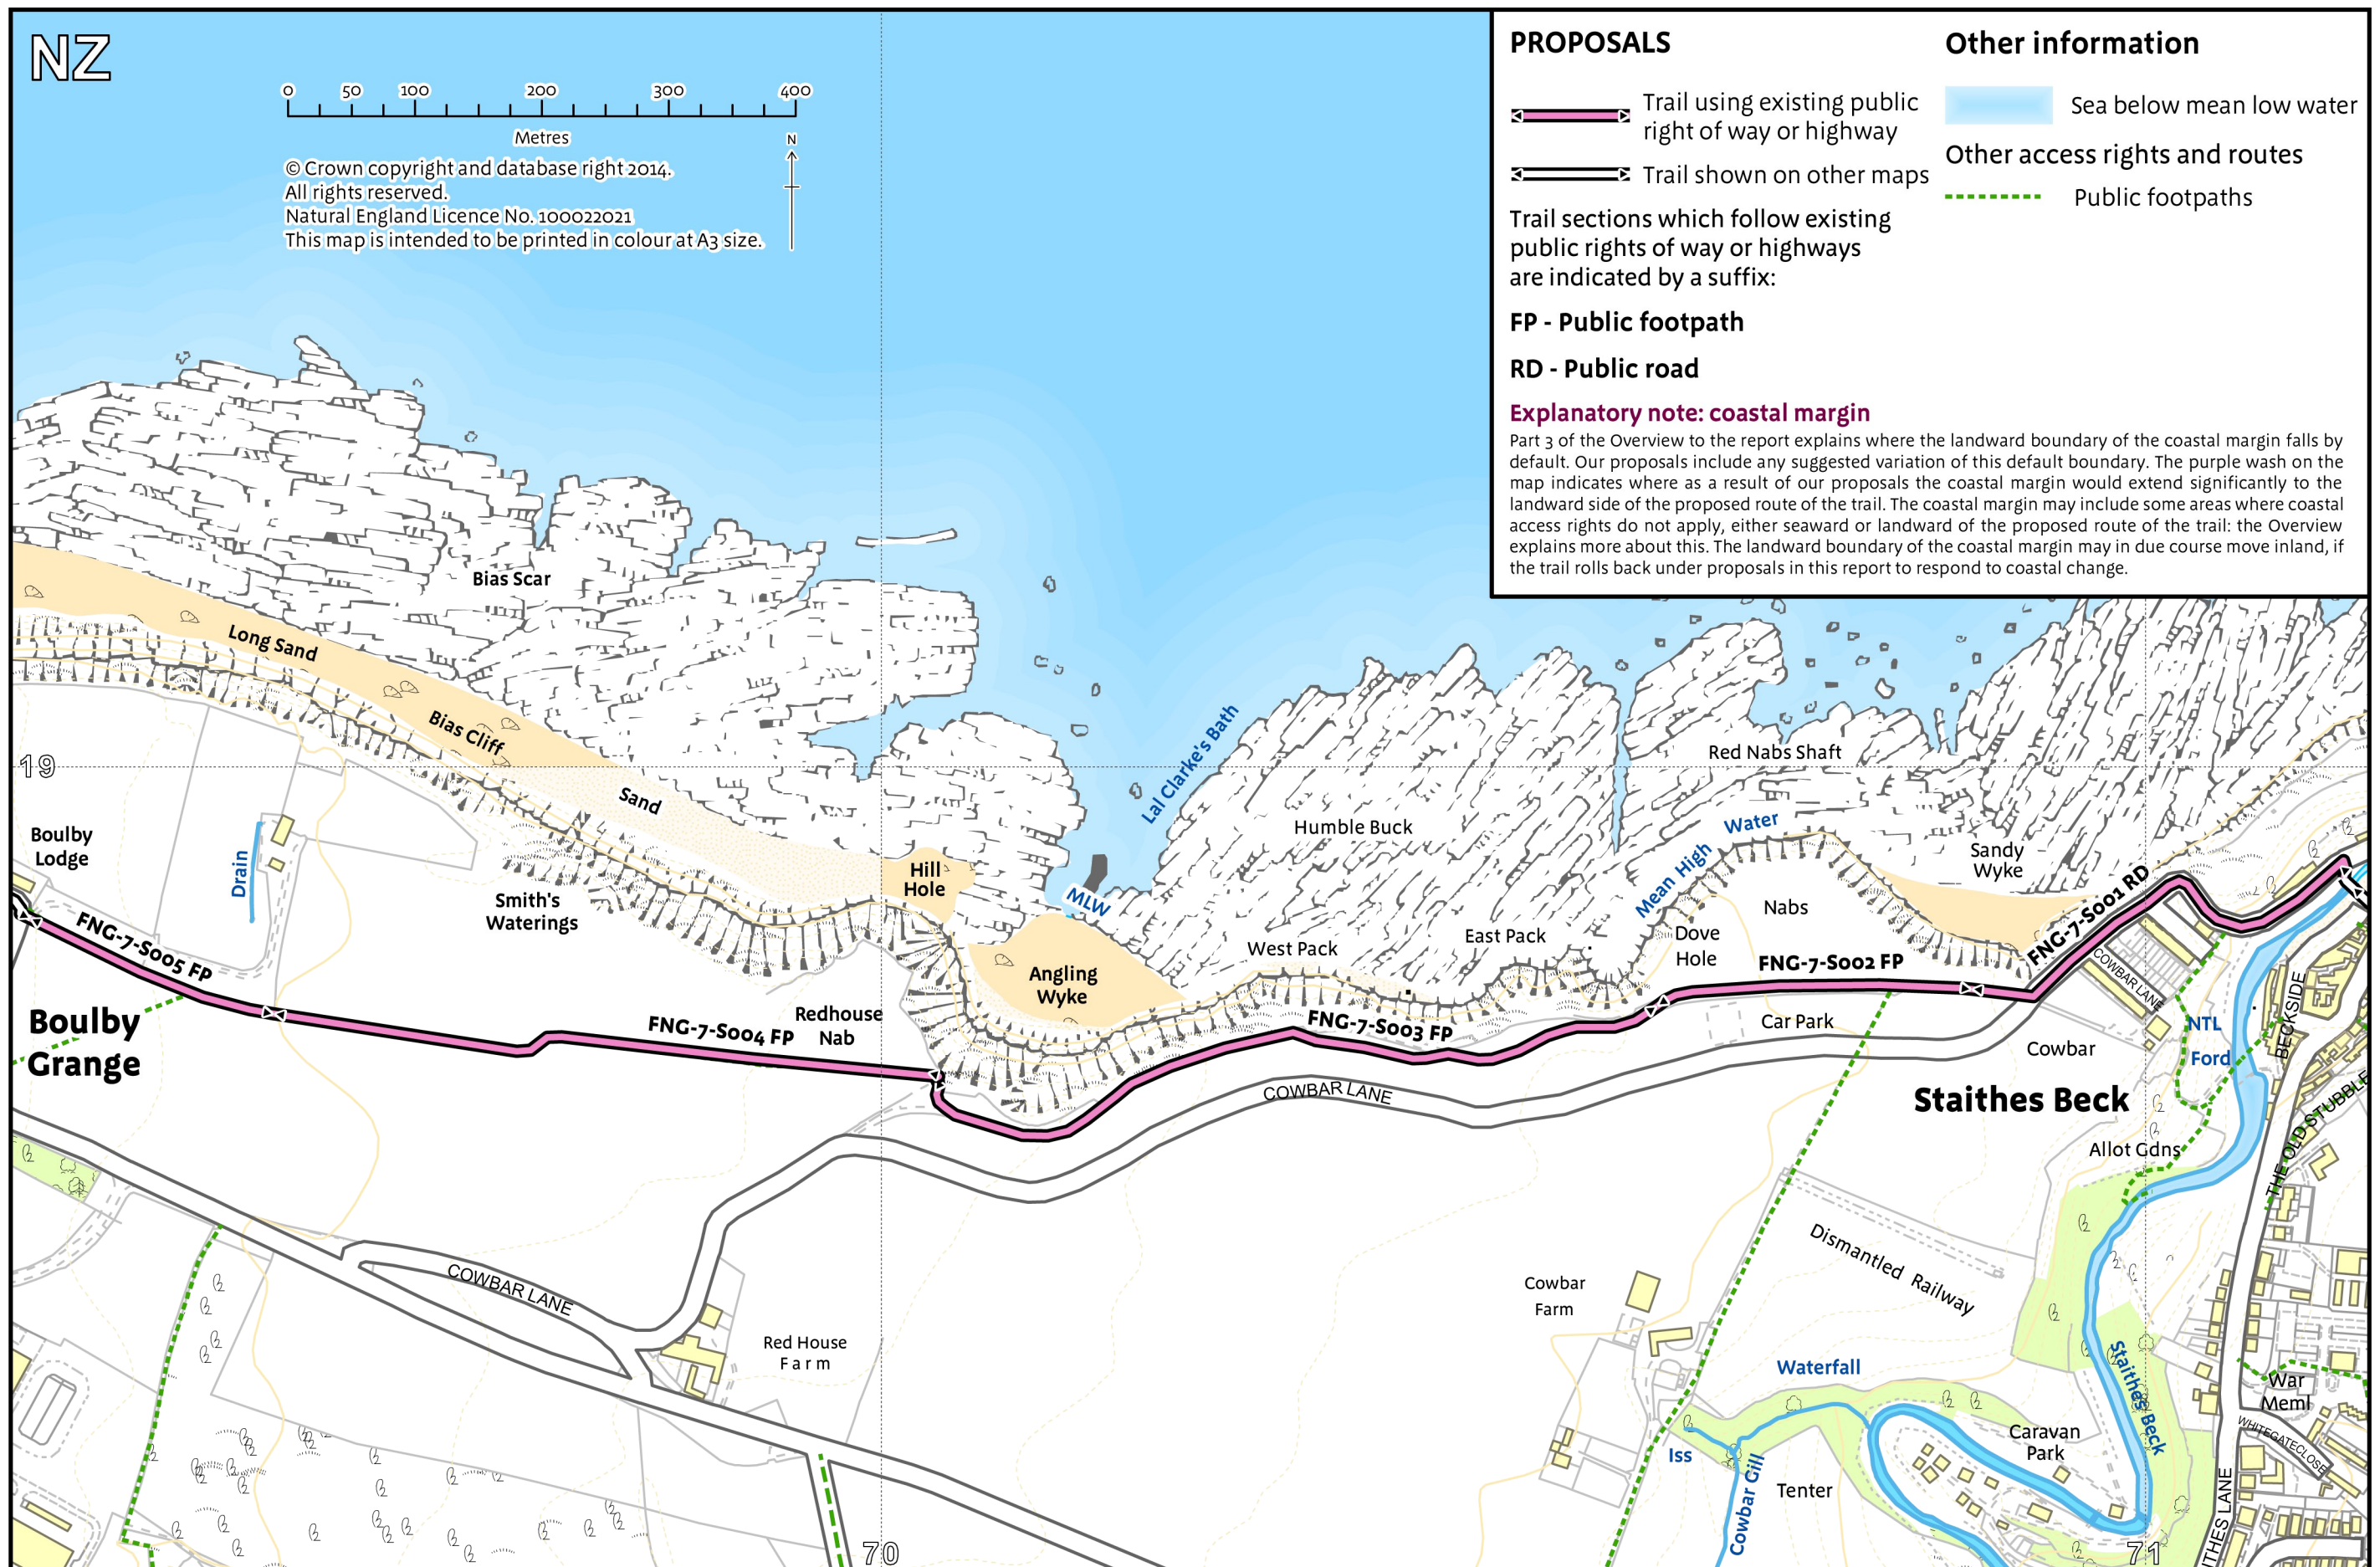 NZ
0 50 100 200 300 400
Metres
N
© Crown copyright and database right 2014.
All rights reserved.
Natural England Licence No. 100022021
This map is intended to be printed in colour at A3 size.
PROPOSALS
Trail using existing public
right of way or highway
Trail shown on other maps
Trail sections which follow existing
public rights of way or highways
are indicated by a suffix:
FP - Public footpath
RD - Public road
Other information
Sea below mean low water
Other access rights and routes
Public footpaths
Explanatory note: coastal margin
Part 3 of the Overview to the report explains where the landward boundary of the coastal margin falls by
default. Our proposals include any suggested variation of this default boundary. The purple wash on the
map indicates where as a result of our proposals the coastal margin would extend significantly to the
landward side of the proposed route of the trail. The coastal margin may include some areas where coastal
access rights do not apply, either seaward or landward of the proposed route of the trail: the Overview
explains more about this. The landward boundary of the coastal margin may in due course move inland, if
the trail rolls back under proposals in this report to respond to coastal change.
Bias Scar
Long Sand
Bias Cliff
Sand
Lal Clarke's Bath
Red Nabs Shaft
19
Humble Buck
Mean High Water
Sandy
Wyke
Boulby
Lodge
Drain
Smith's
Waterings
Hill
Hole
MLW
Angling
Wyke
West Pack
East Pack
Dove
Hole
Nabs
FNG-7-S001 RD
FNG-7-S002 FP
FNG-7-S003 FP
FNG-7-S004 FP
FNG-7-S005 FP
Redhouse
Nab
Car Park
COWBAR LANE
Cowbar
NTL
Ford
BECKSIDE
Boulby
Grange
COWBAR LANE
Staithes Beck
THE OLD STUBBLE
Allot Gdns
Dismantled Railway
COWBAR LANE
Cowbar
Farm
Red House
Farm
Waterfall
Staithes Beck
War
Meml
WHITEGATECLOSE
Caravan
Park
Iss
Cowbar Gill
Tenter
ITHES LANE
70
71